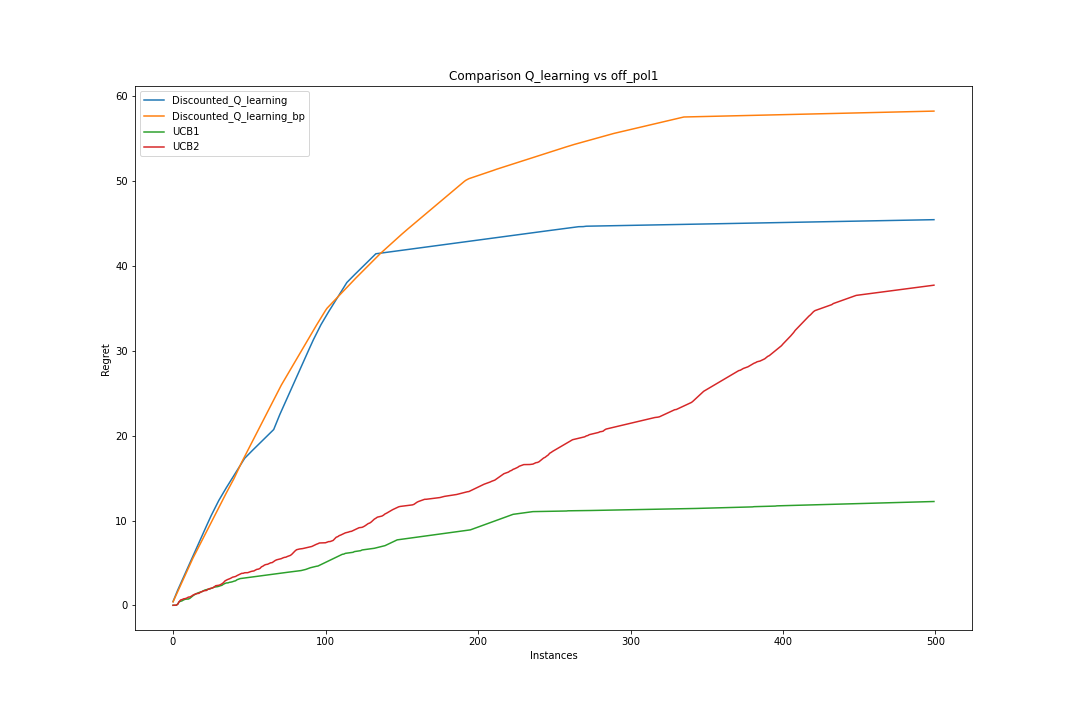 Comparison Q_learning vs off_pol1
Discounted_Q_learning
Discounted_Q_learning_bp
UCB1
UCB2
60
50
40
30
20
10
0
Regret
0 100 200 300 400 500
Instances